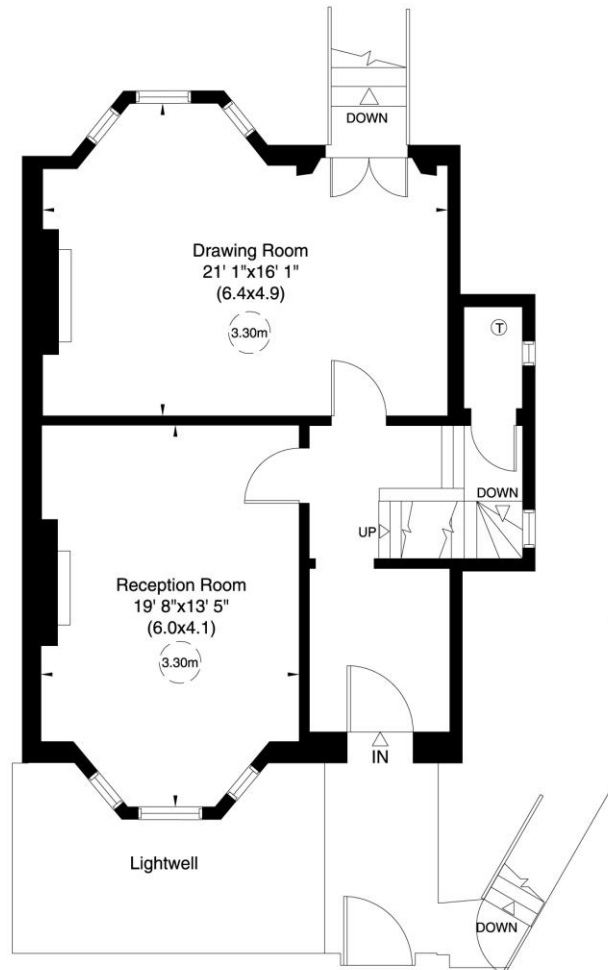 DOWN
Drawing Room
21' 1"x16' 1"
(6.4x4.9)
3.30m
T
DOWN
UP
Reception Room
19' 8"x13' 5"
(6.0x4.1)
3.30m
IN
Lightwell
DOWN